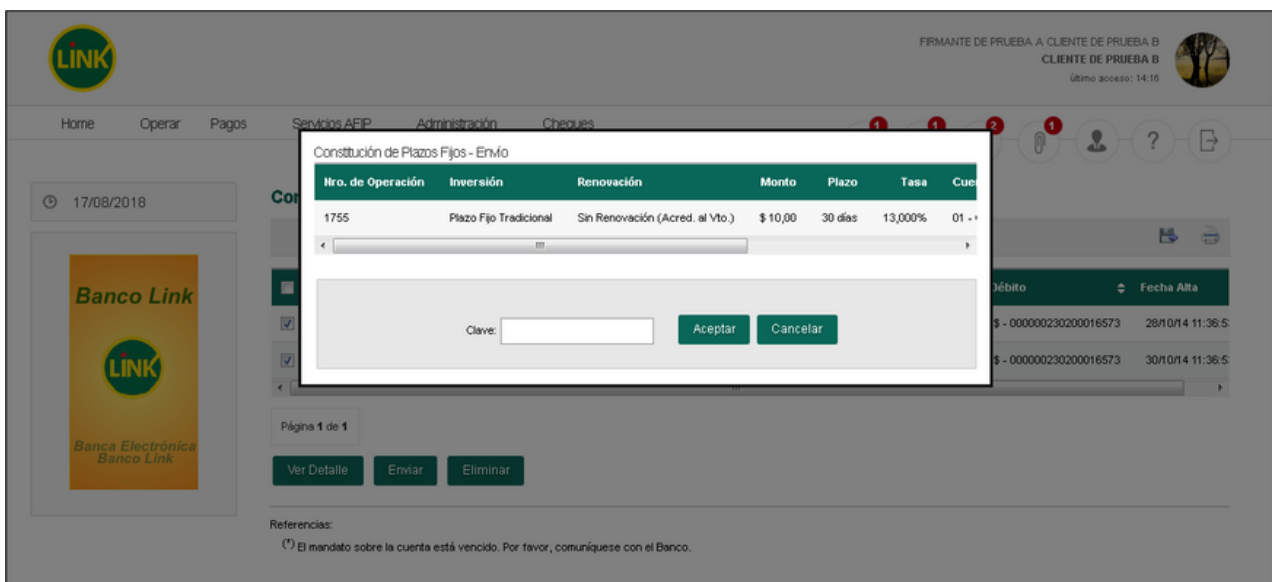 LINK
FIRMANTE DE PRUEBA A CLIENTE DE PRUEBA B
CLIENTE DE PRUEBA B
último acceso: 14:16
Home Operar Pagos Servicios AFIP Administración Cheques
1 1 2 1 ?
17/08/2018
Con
Constitución de Plazos Fijos - Envío
Nro. de Operación Inversión Renovación Monto Plazo Tasa Cuen
1755 Plazo Fijo Tradicional Sin Renovación (Acred. al Vto.) $ 10,00 30 días 13,000% 01 -
Clave: Aceptar Cancelar
Débito Fecha Alta
$ - 000000230200016573 28/10/14 11:36:5
$ - 000000230200016573 30/10/14 11:36:5
Banco Link
LINK
Banca Electrónica
Banco Link
Página 1 de 1
Ver Detalle Enviar Eliminar
Referencias:
(*) El mandato sobre la cuenta está vencido. Por favor, comuníquese con el Banco.